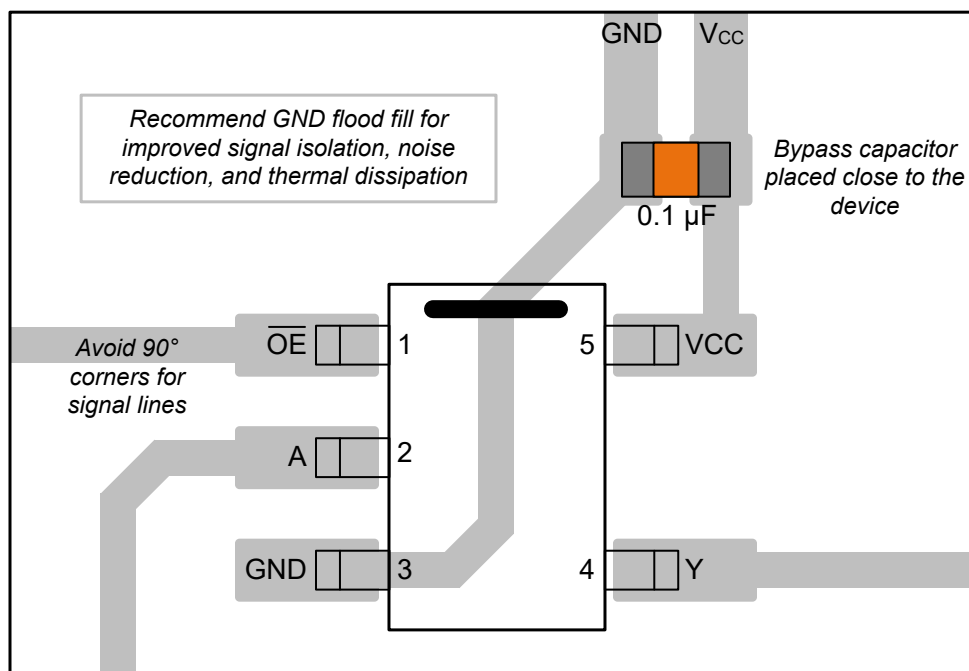 GND VCC
Recommend GND flood fill for
improved signal isolation, noise
reduction, and thermal dissipation
Bypass capacitor
placed close to the
device
0.1 µF
O̅E̅ 1 5 VCC
Avoid 90°
corners for
signal lines
A 2
GND 3 4 Y